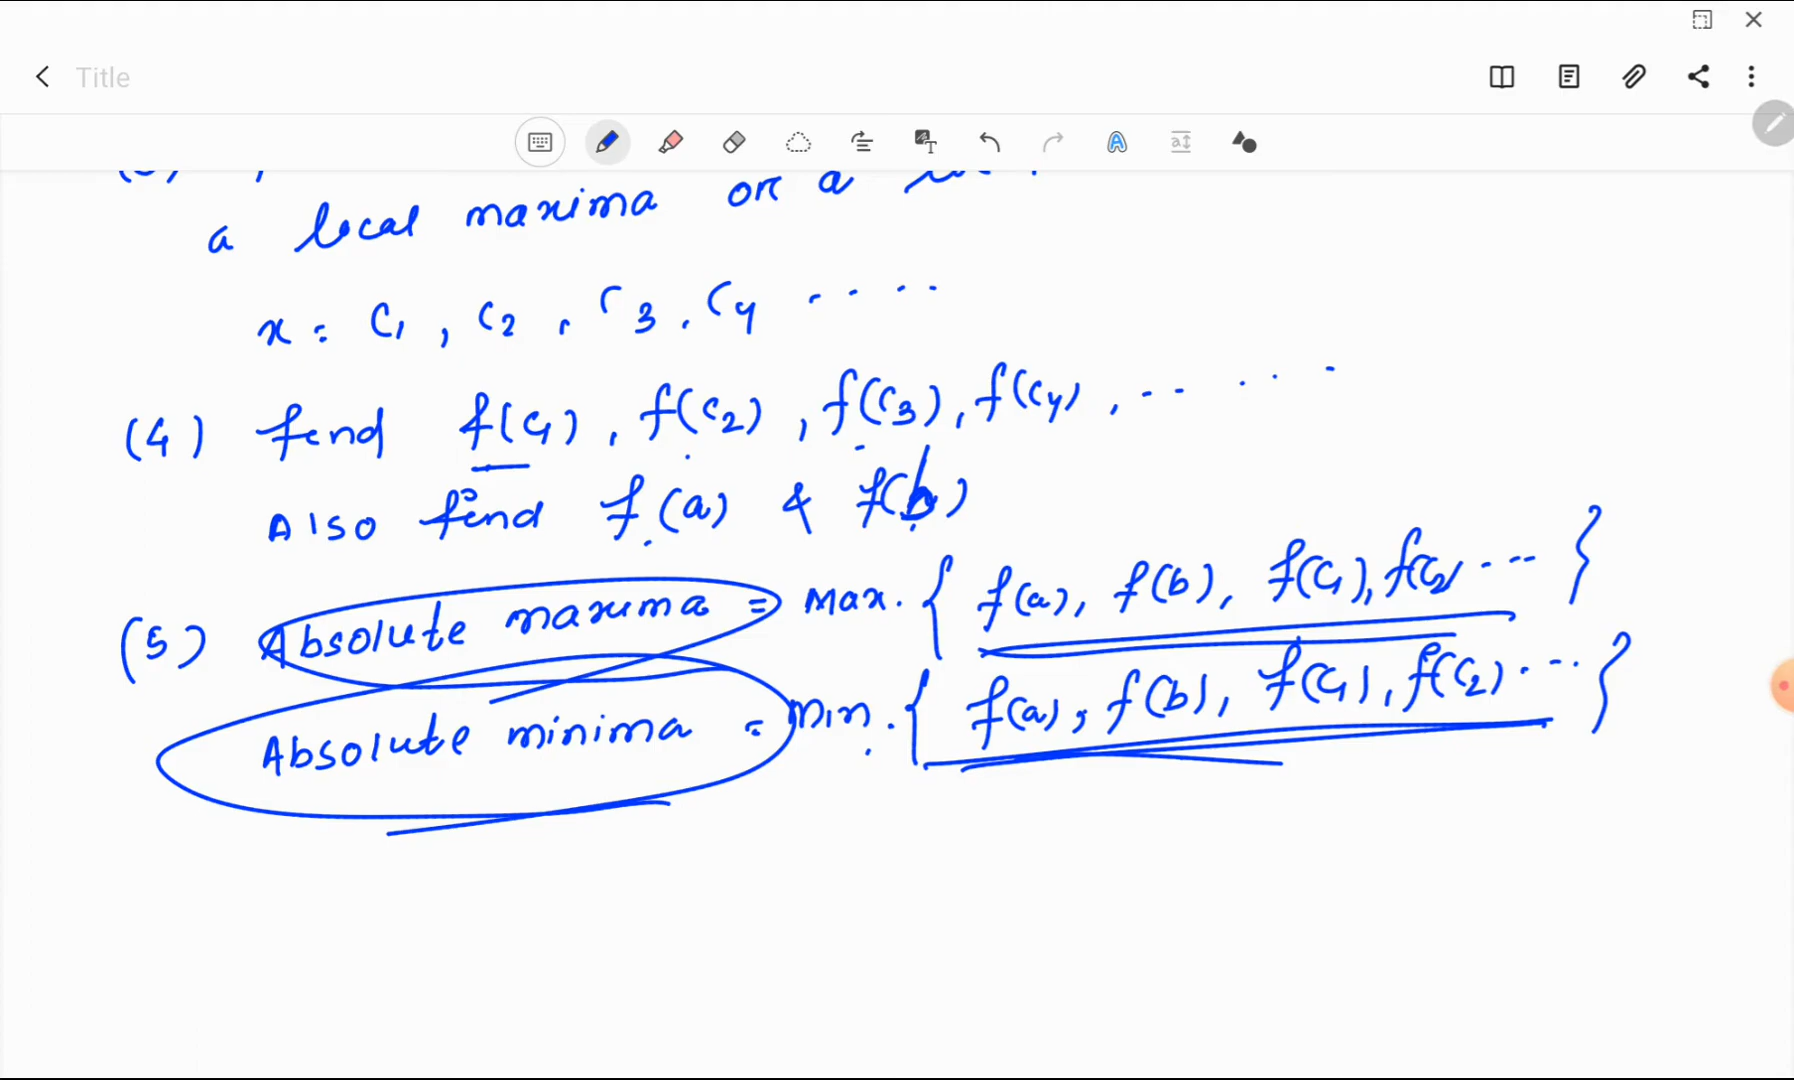 Title
a local maxima or a
x = C1, C2, C3, C4 .....
(4) find f(C1), f(C2), f(C3), f(C4), .. ...
Also find f(a) & f(b)
(5) Absolute maxima = Max. { f(a), f(b), f(C1), f(C2) ... }
Absolute minima = Min. { f(a), f(b), f(C1), f(C2) ... }